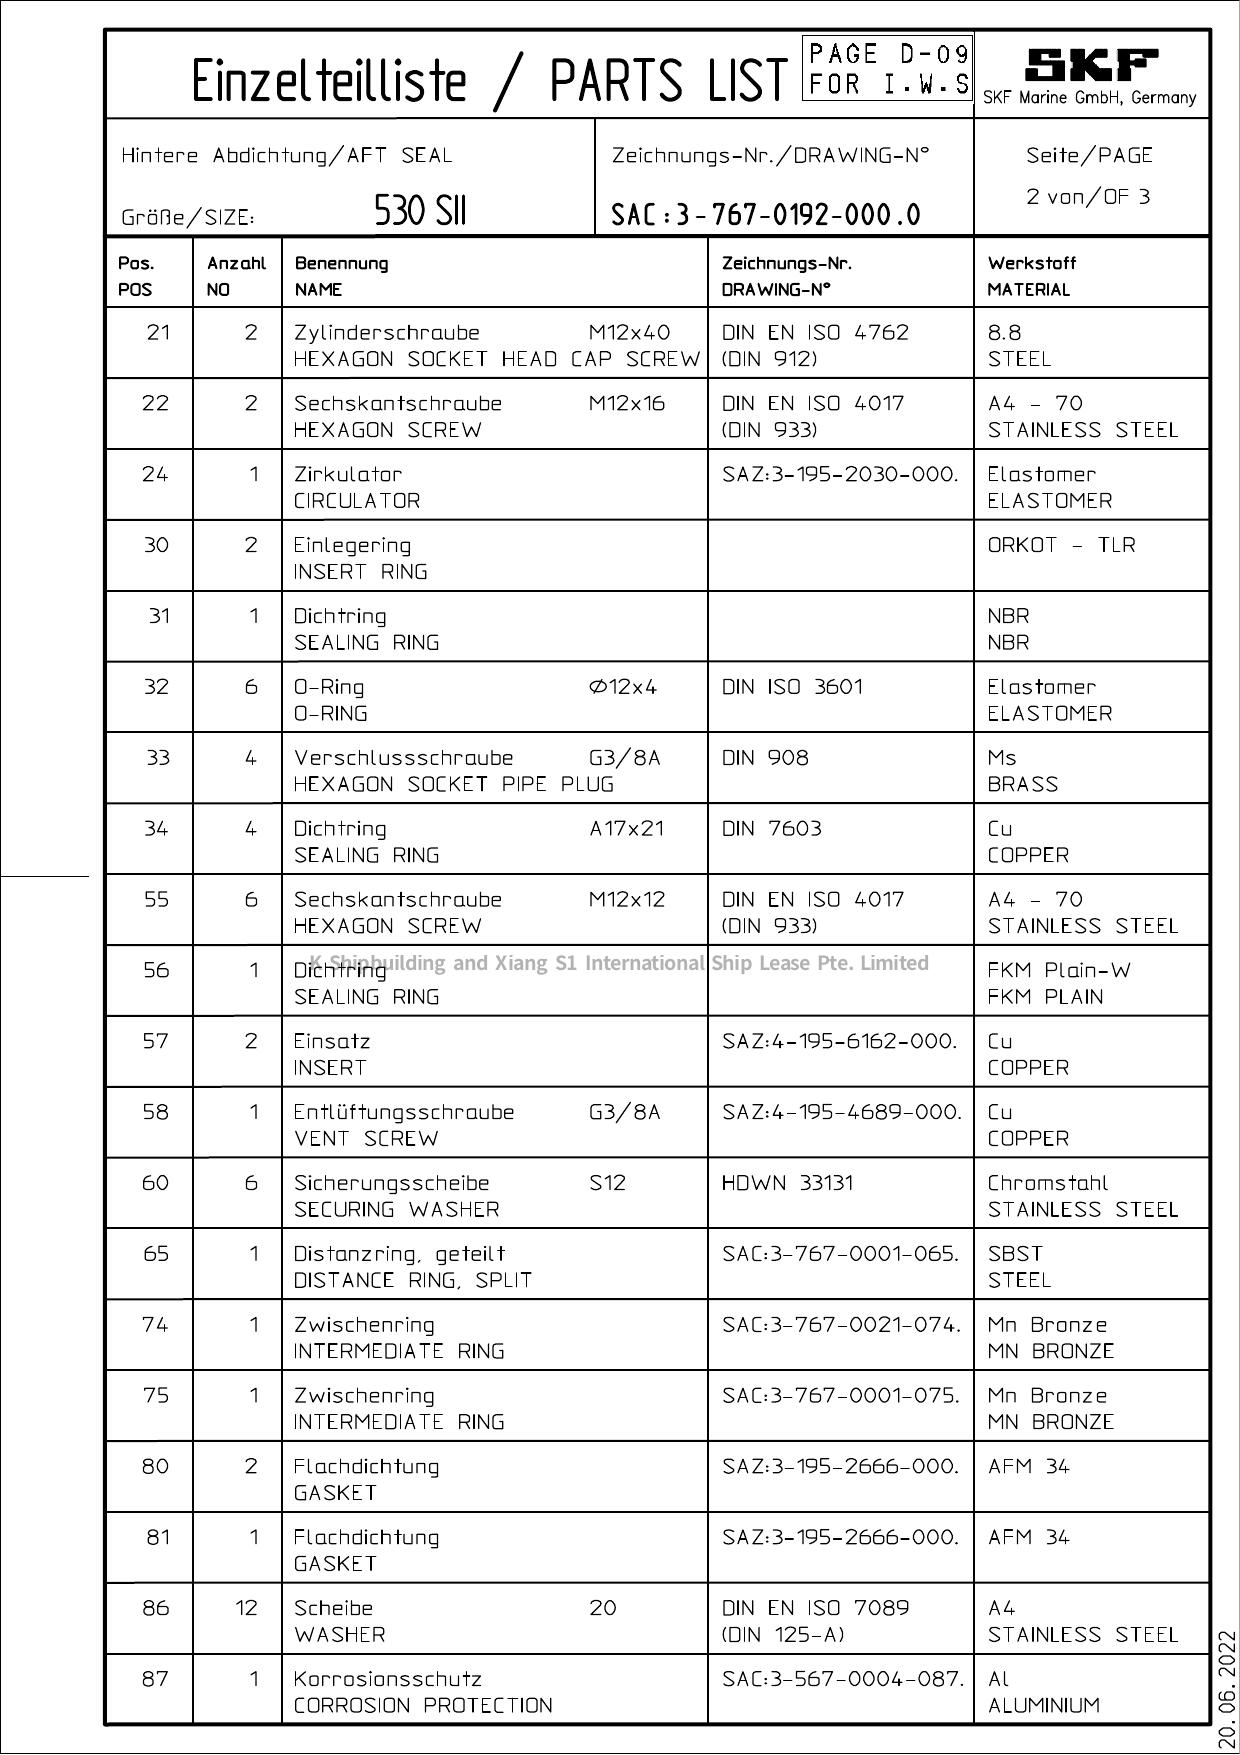 Einzelteilliste / PARTS LIST
PAGE D-09
FOR I.W.S
SKF
SKF Marine GmbH, Germany
Hintere Abdichtung/AFT SEAL
Größe/SIZE: 530 SII
Zeichnungs-Nr./DRAWING-N°
SAC:3-767-0192-000.0
Seite/PAGE
2 von/OF 3
Pos. Anzahl Benennung Zeichnungs-Nr. Werkstoff
POS NO NAME DRAWING-N° MATERIAL
21 2 Zylinderschraube M12x40 DIN EN ISO 4762 8.8
HEXAGON SOCKET HEAD CAP SCREW (DIN 912) STEEL
22 2 Sechskantschraube M12x16 DIN EN ISO 4017 A4 - 70
HEXAGON SCREW (DIN 933) STAINLESS STEEL
24 1 Zirkulator SAZ:3-195-2030-000. Elastomer
CIRCULATOR ELASTOMER
30 2 Einlegering ORKOT - TLR
INSERT RING
31 1 Dichtring NBR
SEALING RING NBR
32 6 O-Ring Ø12x4 DIN ISO 3601 Elastomer
O-RING ELASTOMER
33 4 Verschlussschraube G3/8A DIN 908 Ms
HEXAGON SOCKET PIPE PLUG BRASS
34 4 Dichtring A17x21 DIN 7603 Cu
SEALING RING COPPER
55 6 Sechskantschraube M12x12 DIN EN ISO 4017 A4 - 70
HEXAGON SCREW (DIN 933) STAINLESS STEEL
K Shipbuilding and Xiang S1 International Ship Lease Pte. Limited
56 1 Dichtring FKM Plain-W
SEALING RING FKM PLAIN
57 2 Einsatz SAZ:4-195-6162-000. Cu
INSERT COPPER
58 1 Entlüftungsschraube G3/8A SAZ:4-195-4689-000. Cu
VENT SCREW COPPER
60 6 Sicherungsscheibe S12 HDWN 33131 Chromstahl
SECURING WASHER STAINLESS STEEL
65 1 Distanzring, geteilt SAC:3-767-0001-065. SBST
DISTANCE RING, SPLIT STEEL
74 1 Zwischenring SAC:3-767-0021-074. Mn Bronze
INTERMEDIATE RING MN BRONZE
75 1 Zwischenring SAC:3-767-0001-075. Mn Bronze
INTERMEDIATE RING MN BRONZE
80 2 Flachdichtung SAZ:3-195-2666-000. AFM 34
GASKET
81 1 Flachdichtung SAZ:3-195-2666-000. AFM 34
GASKET
86 12 Scheibe 20 DIN EN ISO 7089 A4
WASHER (DIN 125-A) STAINLESS STEEL
87 1 Korrosionsschutz SAC:3-567-0004-087. Al
CORROSION PROTECTION ALUMINIUM
20.06.2022